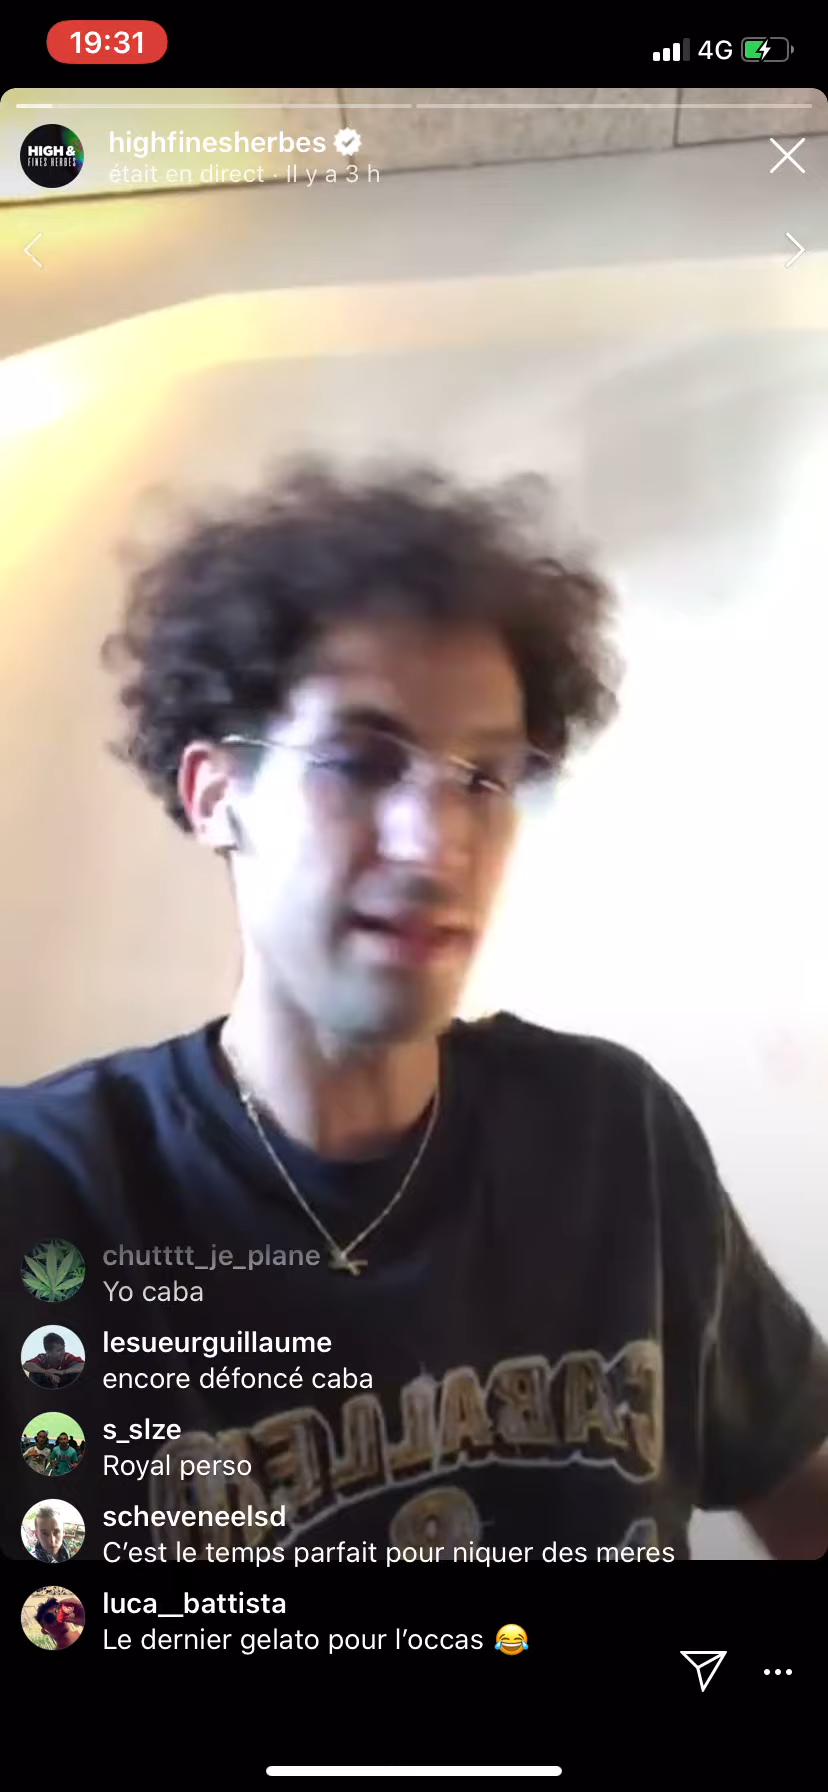 19:31
4G
HIGH &
FINES HERBES
highfinesherbes
était en direct · Il y a 3 h
chutttt_je_plane
Yo caba
lesueurguillaume
encore défoncé caba
CABALLERO
s_slze
Royal perso
scheveneelsd
C’est le temps parfait pour niquer des meres
luca__battista
Le dernier gelato pour l’occas 😂